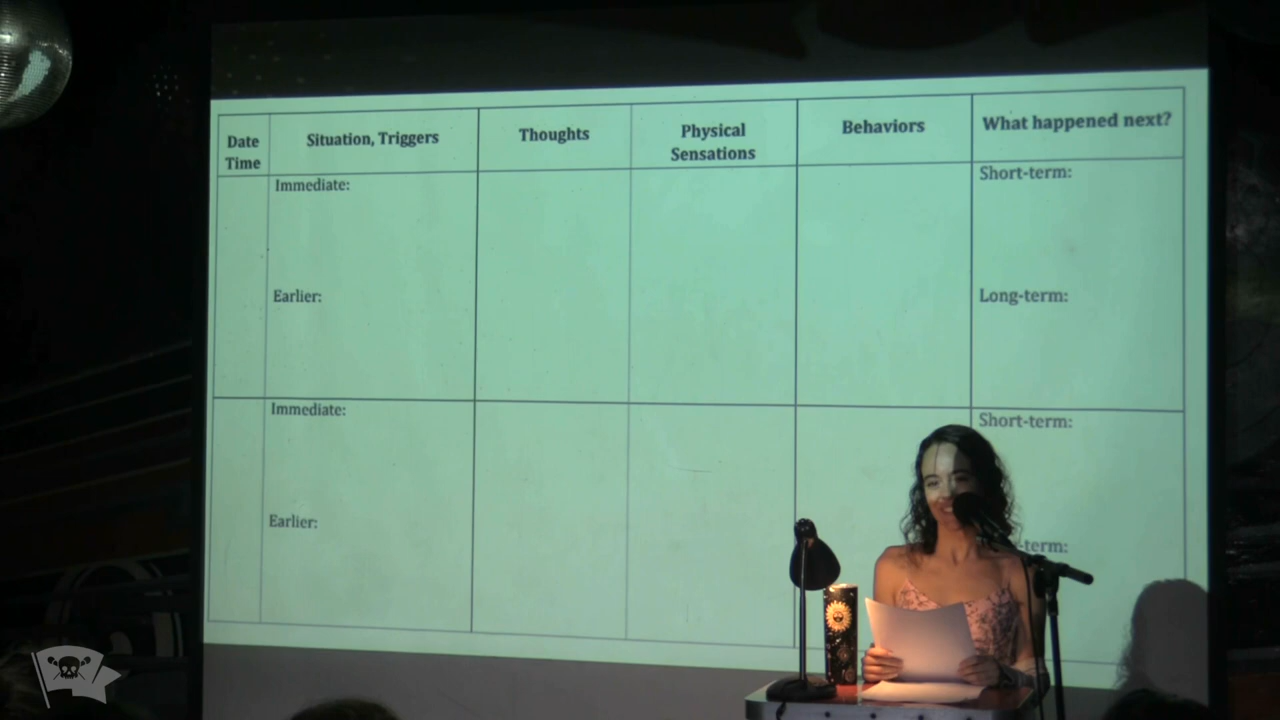 Date
Time
Situation, Triggers
Thoughts
Physical
Sensations
Behaviors
What happened next?
Immediate:
Earlier:
Short-term:
Long-term:
Immediate:
Earlier:
Short-term:
-term: